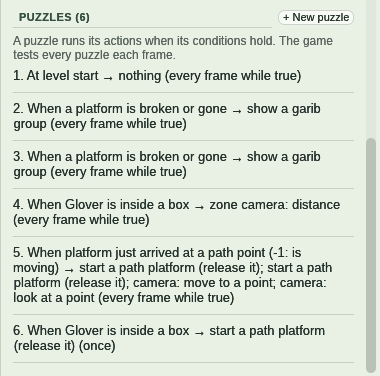 PUZZLES (6)
+ New puzzle
A puzzle runs its actions when its conditions hold. The game
tests every puzzle each frame.
1. At level start → nothing (every frame while true)
2. When a platform is broken or gone → show a garib
group (every frame while true)
3. When a platform is broken or gone → show a garib
group (every frame while true)
4. When Glover is inside a box → zone camera: distance
(every frame while true)
5. When platform just arrived at a path point (-1: is
moving) → start a path platform (release it); start a path
platform (release it); camera: move to a point; camera:
look at a point (every frame while true)
6. When Glover is inside a box → start a path platform
(release it) (once)